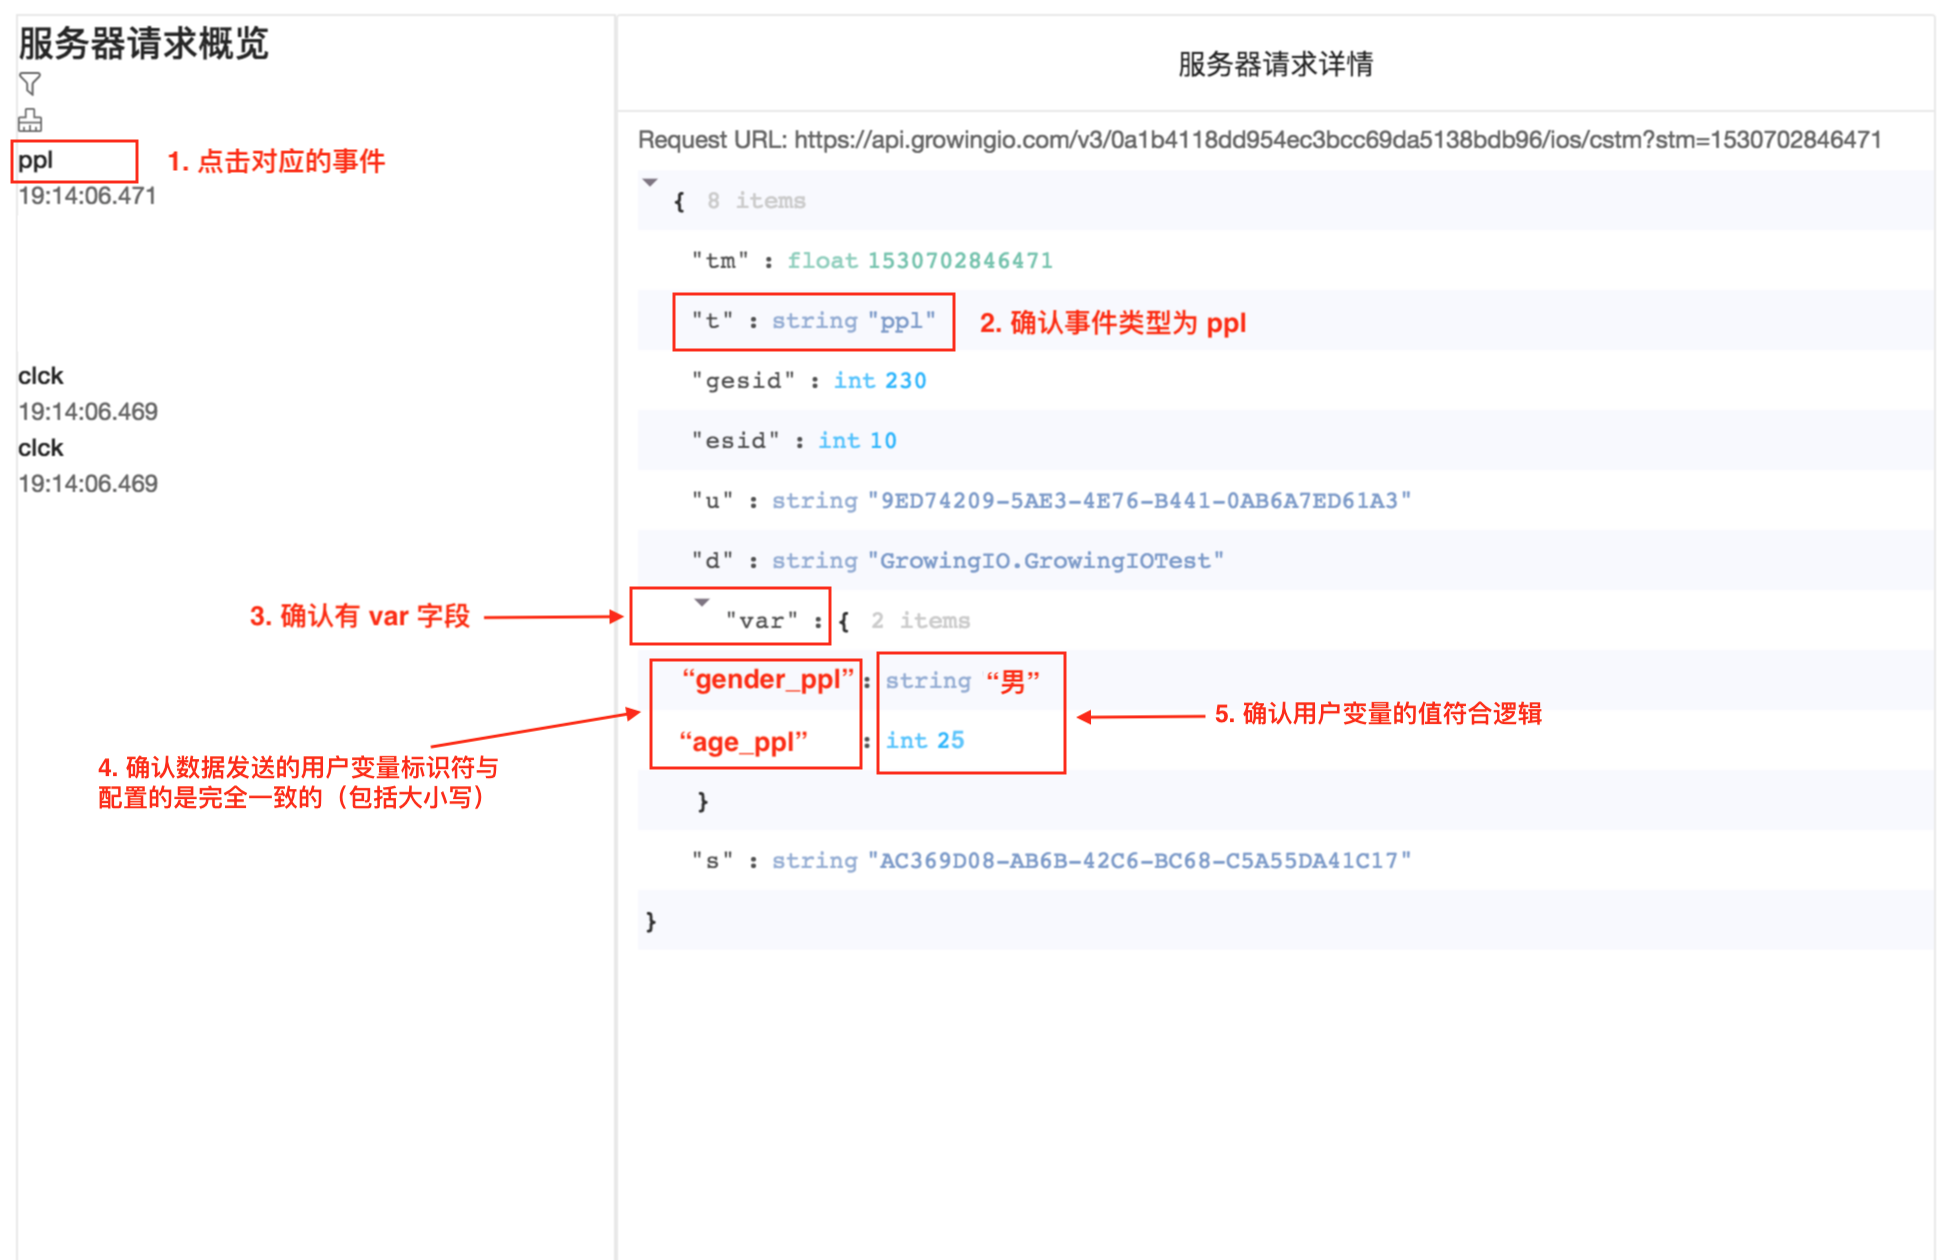 服务器请求概览
ppl
1. 点击对应的事件
19:14:06.471
clck
19:14:06.469
clck
19:14:06.469
服务器请求详情
Request URL: https://api.growingio.com/v3/0a1b4118dd954ec3bcc69da5138bdb96/ios/cstm?stm=1530702846471
{ 8 items
"tm" : float 1530702846471
"t" : string "ppl"
2. 确认事件类型为 ppl
"gesid" : int 230
"esid" : int 10
"u" : string "9ED74209-5AE3-4E76-B441-0AB6A7ED61A3"
"d" : string "GrowingIO.GrowingIOTest"
3. 确认有 var 字段
"var" : { 2 items
“gender_ppl” : string “男”
“age_ppl” : int 25
4. 确认数据发送的用户变量标识符与
配置的是完全一致的（包括大小写）
5. 确认用户变量的值符合逻辑
}
"s" : string "AC369D08-AB6B-42C6-BC68-C5A55DA41C17"
}